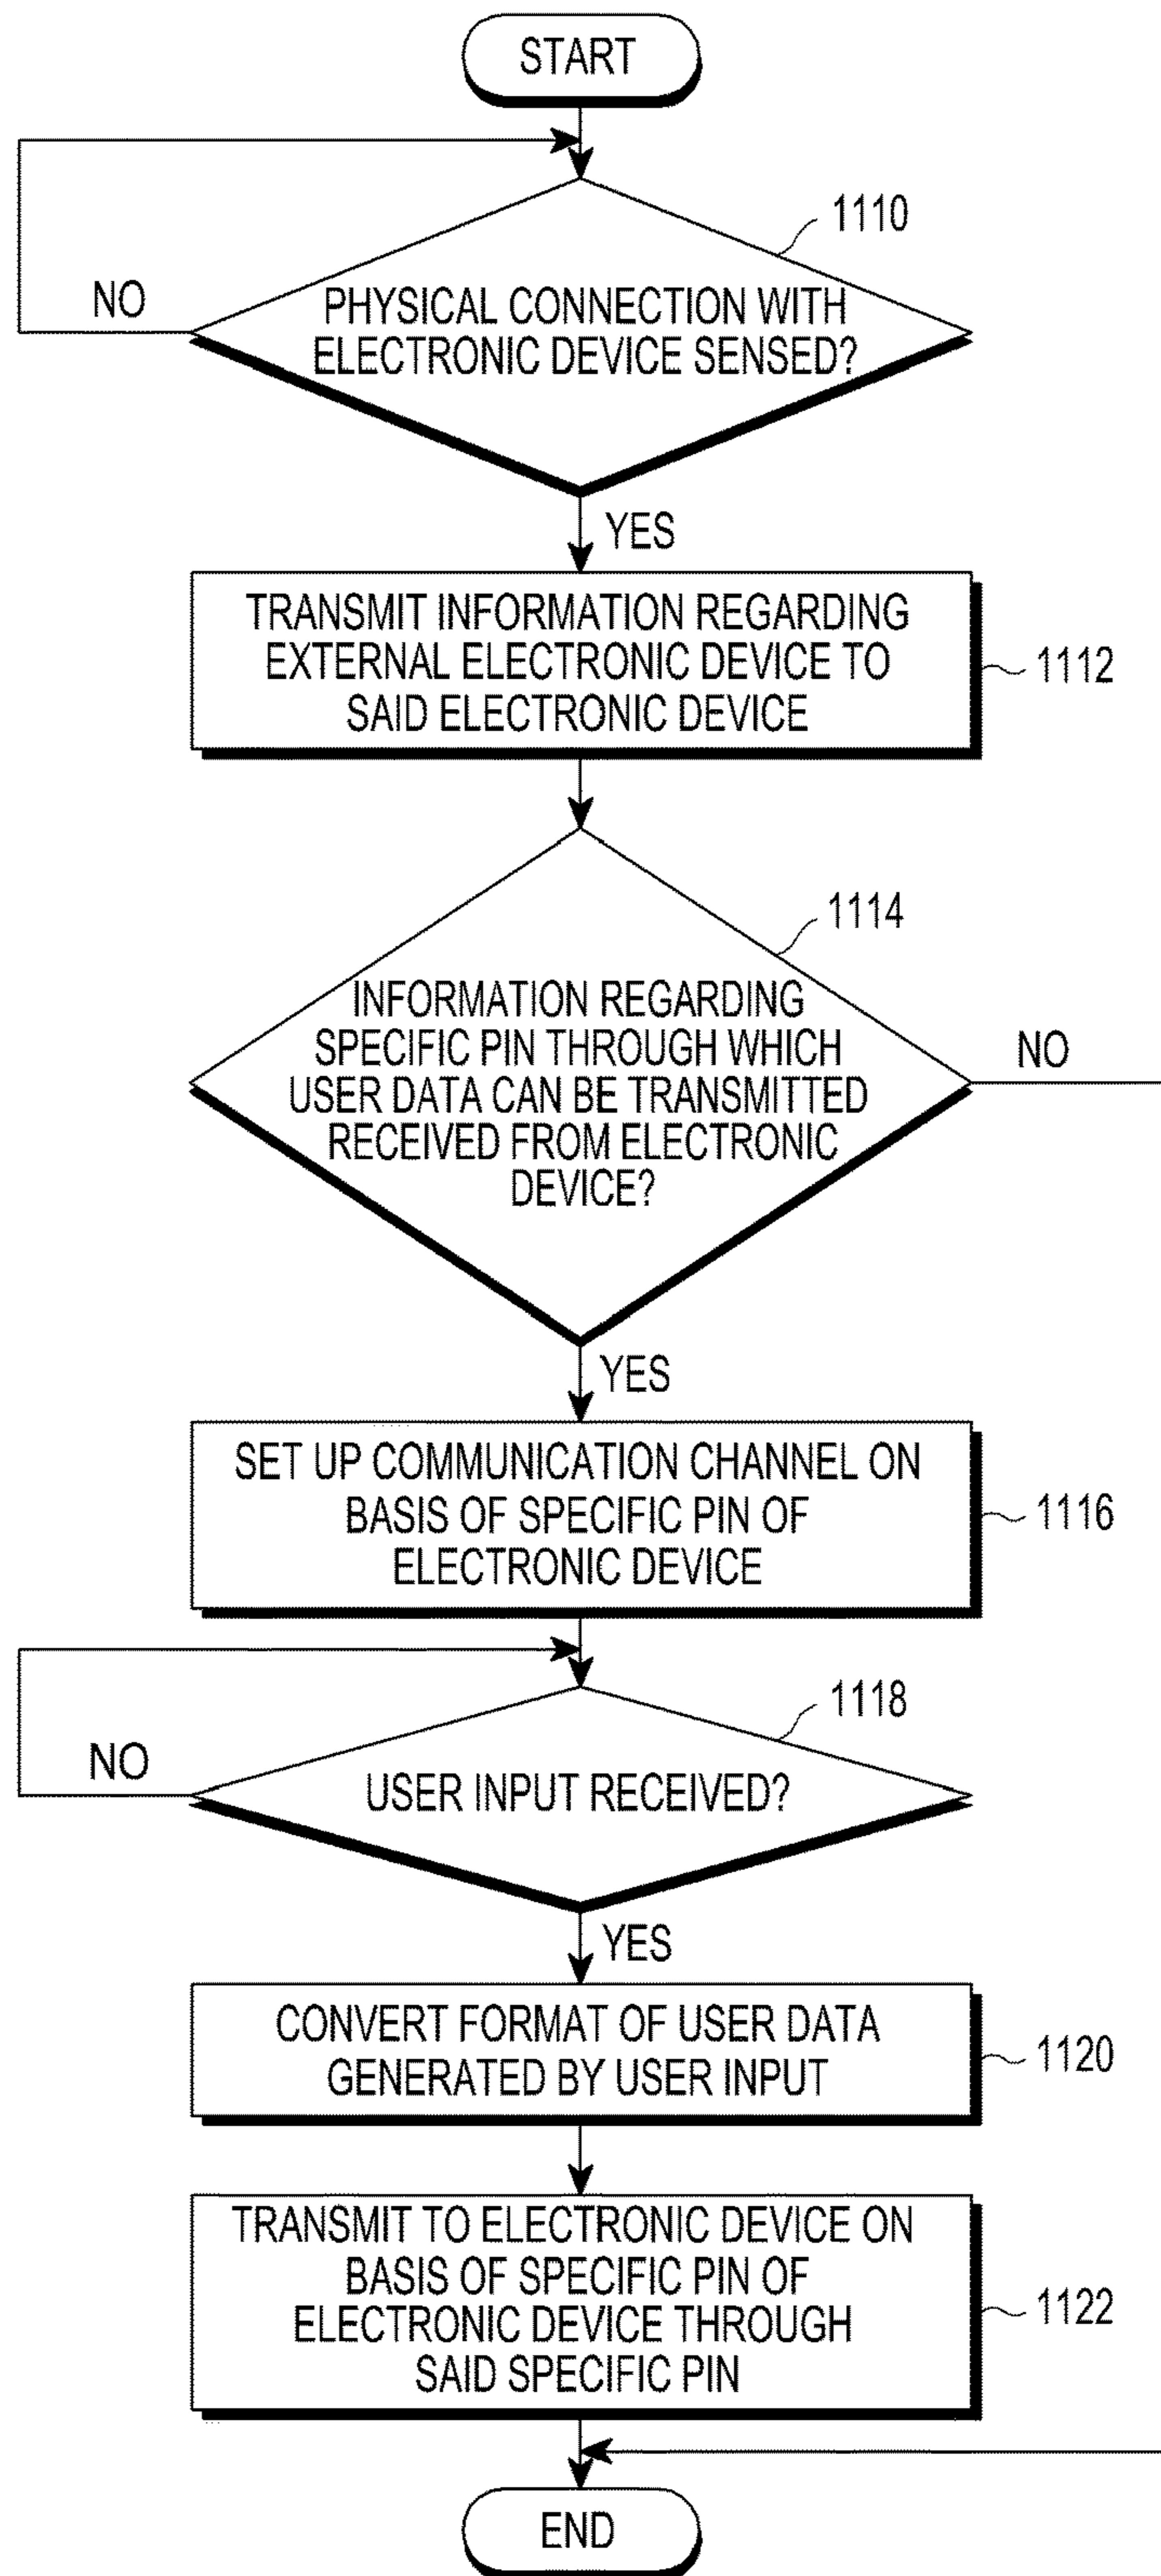 START
1110
NO
PHYSICAL CONNECTION WITH
ELECTRONIC DEVICE SENSED?
YES
TRANSMIT INFORMATION REGARDING
EXTERNAL ELECTRONIC DEVICE TO
SAID ELECTRONIC DEVICE
1112
1114
INFORMATION REGARDING
SPECIFIC PIN THROUGH WHICH
USER DATA CAN BE TRANSMITTED
RECEIVED FROM ELECTRONIC
DEVICE?
NO
YES
SET UP COMMUNICATION CHANNEL ON
BASIS OF SPECIFIC PIN OF
ELECTRONIC DEVICE
1116
1118
NO
USER INPUT RECEIVED?
YES
CONVERT FORMAT OF USER DATA
GENERATED BY USER INPUT
1120
TRANSMIT TO ELECTRONIC DEVICE ON
BASIS OF SPECIFIC PIN OF
ELECTRONIC DEVICE THROUGH
SAID SPECIFIC PIN
1122
END